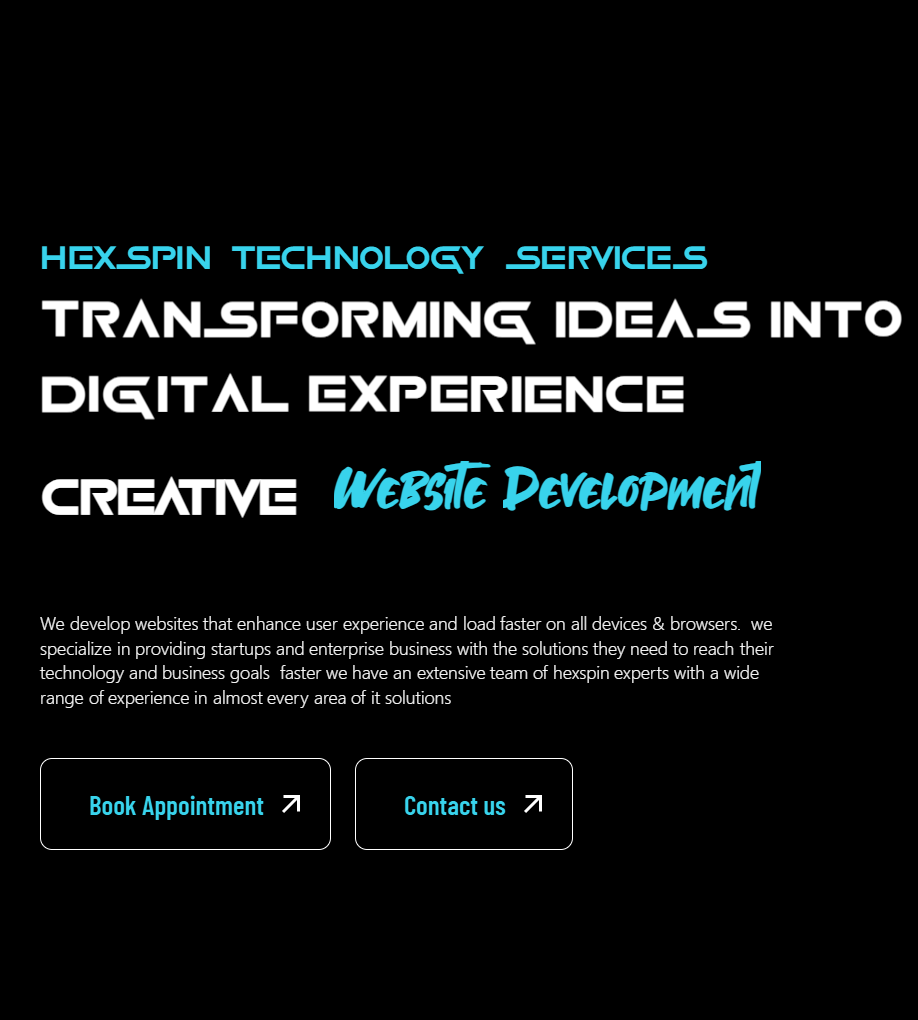 HEXSPIN TECHNOLOGY SERVICES
TRANSFORMING IDEAS INTO
DIGITAL EXPERIENCE
CREATIVE Website Development
We develop websites that enhance user experience and load faster on all devices & browsers.  we
specialize in providing startups and enterprise business with the solutions they need to reach their
technology and business goals  faster we have an extensive team of hexspin experts with a wide
range of experience in almost every area of it solutions
Book Appointment
Contact us